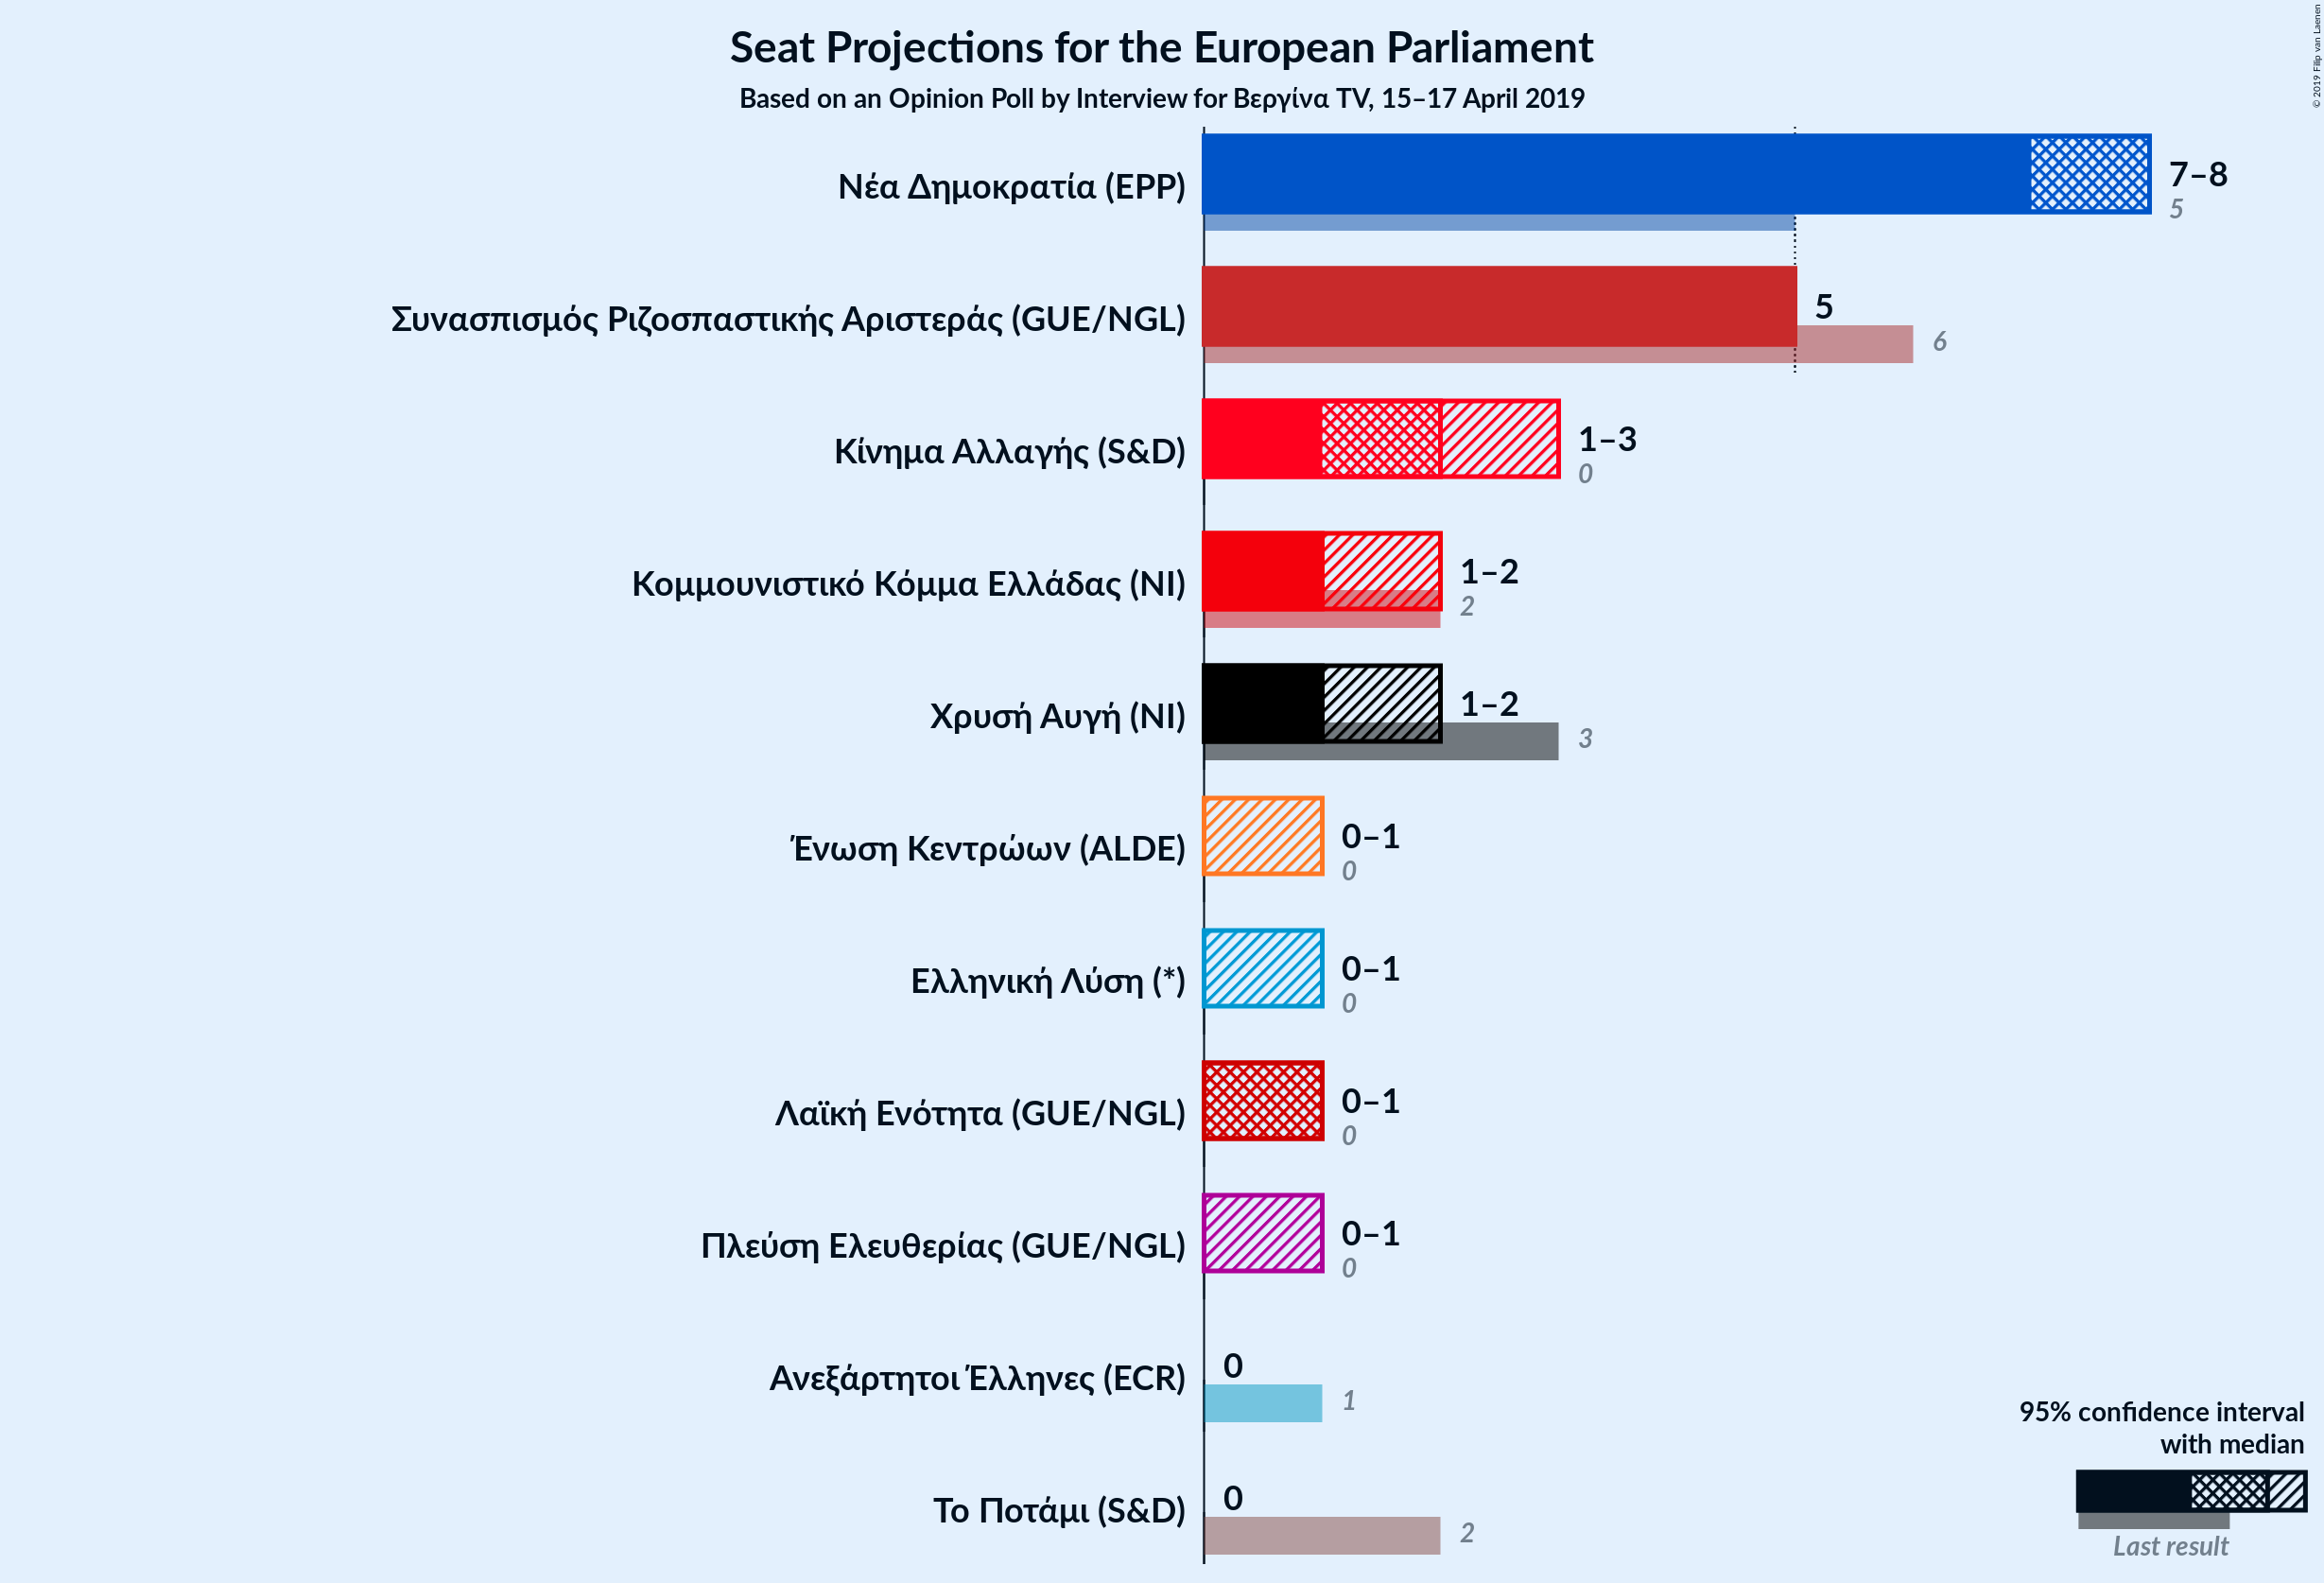 Seat Projections for the European Parliament
Based on an Opinion Poll by Interview for Βεργίνα TV, 15–17 April 2019
© 2019 Filip van Laenen
Νέα Δημοκρατία (EPP)
7–8
5
Συνασπισμός Ριζοσπαστικής Αριστεράς (GUE/NGL)
5
6
Κίνημα Αλλαγής (S&D)
1–3
0
Κομμουνιστικό Κόμμα Ελλάδας (NI)
1–2
2
Χρυσή Αυγή (NI)
1–2
3
Ένωση Κεντρώων (ALDE)
0–1
0
Ελληνική Λύση (*)
0–1
0
Λαϊκή Ενότητα (GUE/NGL)
0–1
0
Πλεύση Ελευθερίας (GUE/NGL)
0–1
0
Ανεξάρτητοι Έλληνες (ECR)
0
1
Το Ποτάμι (S&D)
0
2
95% confidence interval
with median
Last result